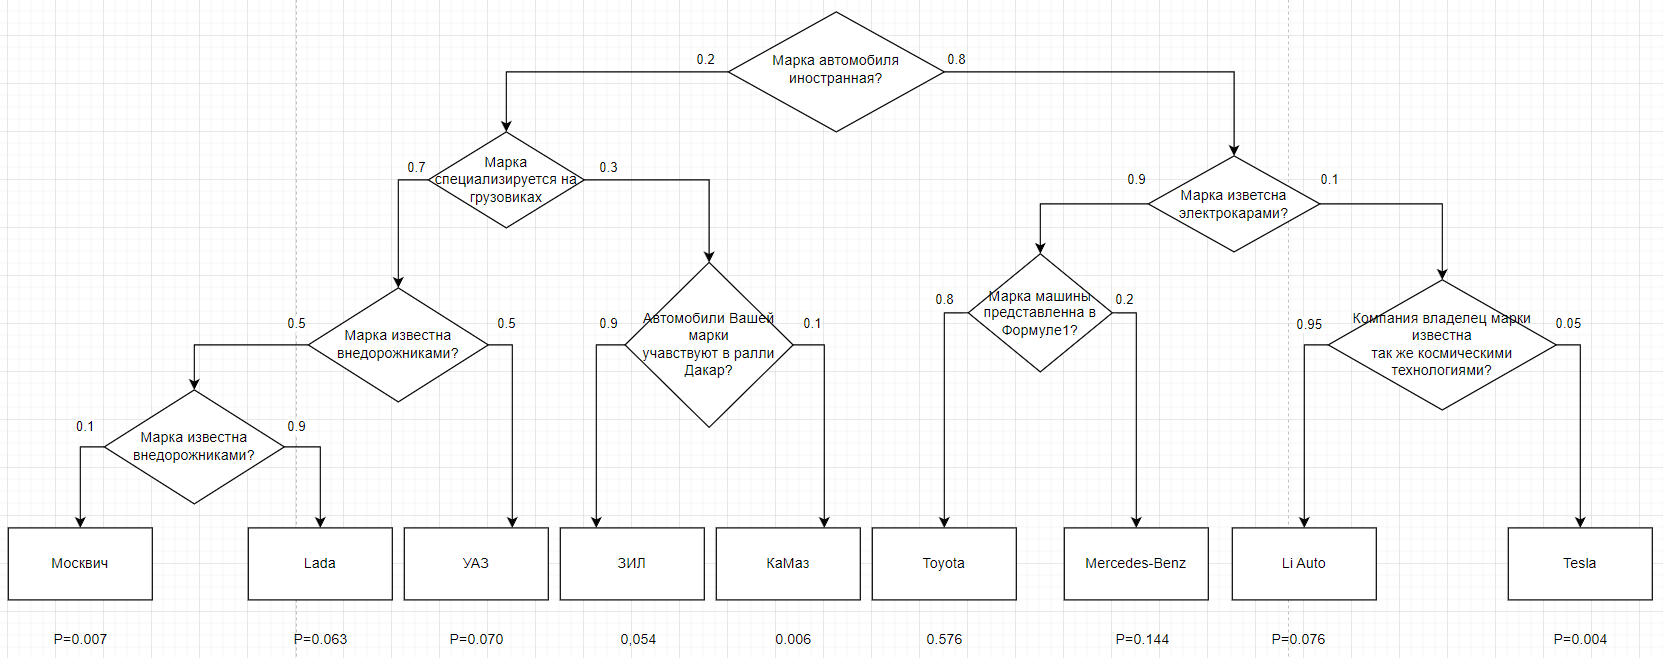 Марка автомобиля
иностранная?
0.2
0.8
Марка
специализируется на
грузовиках
0.7
0.3
Марка изветсна
электрокарами?
0.9
0.1
Марка известна
внедорожниками?
0.5
0.5
Автомобили Вашей
марки
учавствуют в ралли
Дакар?
0.9
0.1
Марка машины
представленна в
Формуле1?
0.8
0.2
Компания владелец марки
известна
так же космическими
технологиями?
0.95
0.05
Марка известна
внедорожниками?
0.1
0.9
Москвич
Lada
УАЗ
ЗИЛ
КаМаз
Toyota
Mercedes-Benz
Li Auto
Tesla
P=0.007
P=0.063
P=0.070
0,054
0.006
0.576
P=0.144
P=0.076
P=0.004